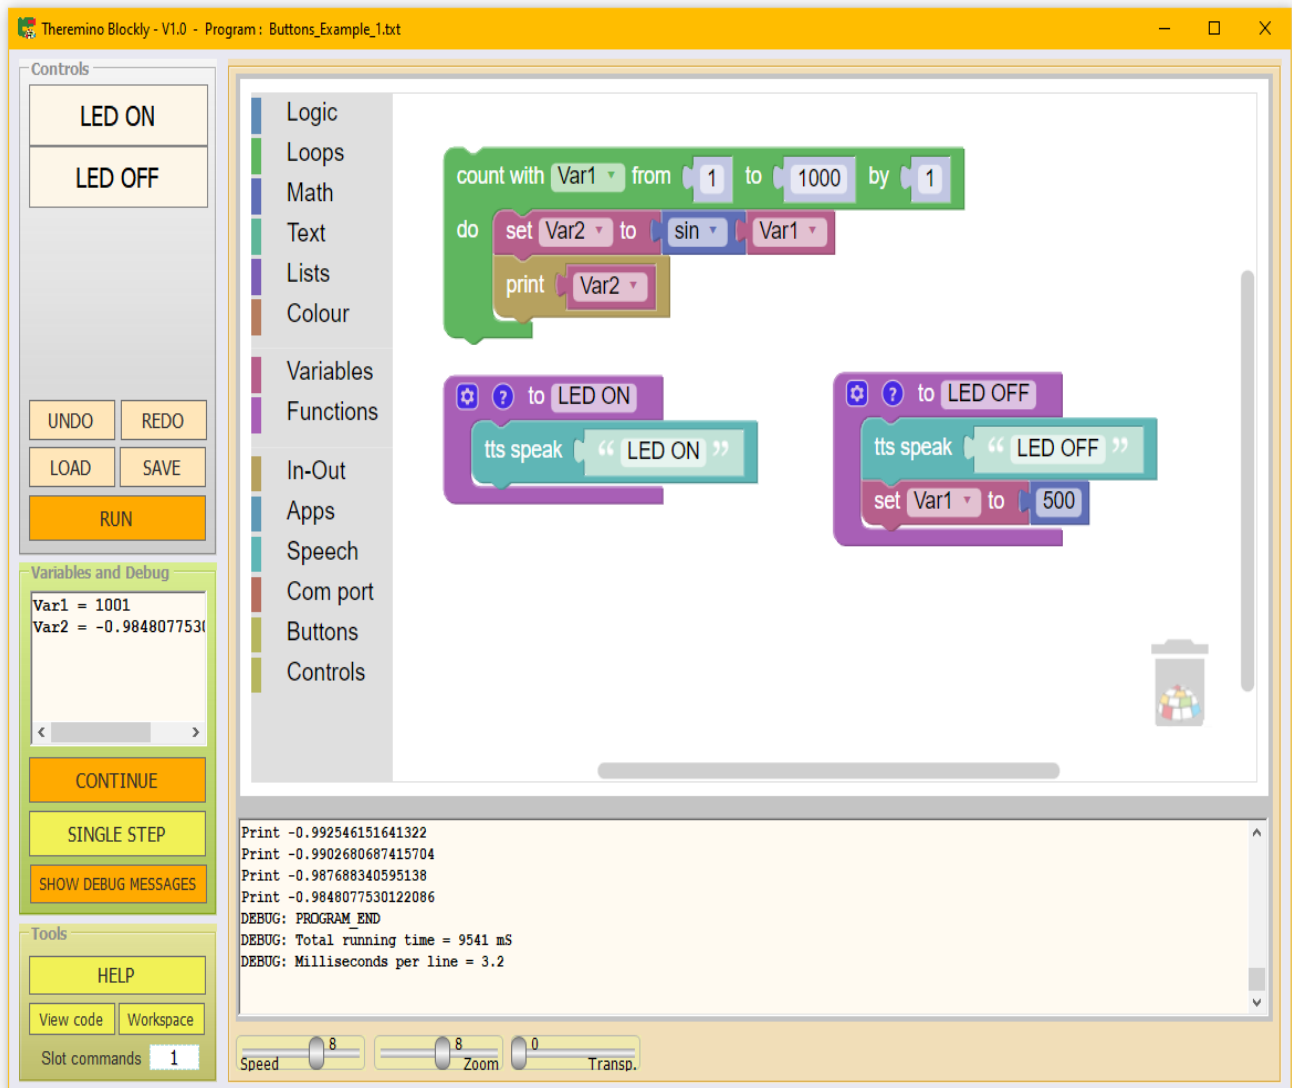 Theremino Blockly - V1.0 - Program : Buttons_Example_1.txt
Controls
LED ON
LED OFF
UNDO
REDO
LOAD
SAVE
RUN
Variables and Debug
Var1 = 1001
Var2 = -0.9848077530
CONTINUE
SINGLE STEP
SHOW DEBUG MESSAGES
Tools
HELP
View code
Workspace
Slot commands 1
Logic
Loops
Math
Text
Lists
Colour
Variables
Functions
In-Out
Apps
Speech
Com port
Buttons
Controls
count with Var1 from 1 to 1000 by 1
do set Var2 to sin Var1
print Var2
? to LED ON
tts speak “ LED ON ”
? to LED OFF
tts speak “ LED OFF ”
set Var1 to 500
Print -0.992546151641322
Print -0.9902680687415704
Print -0.987688340595138
Print -0.9848077530122086
DEBUG: PROGRAM_END
DEBUG: Total running time = 9541 mS
DEBUG: Milliseconds per line = 3.2
8 Speed
8 Zoom
0 Transp.